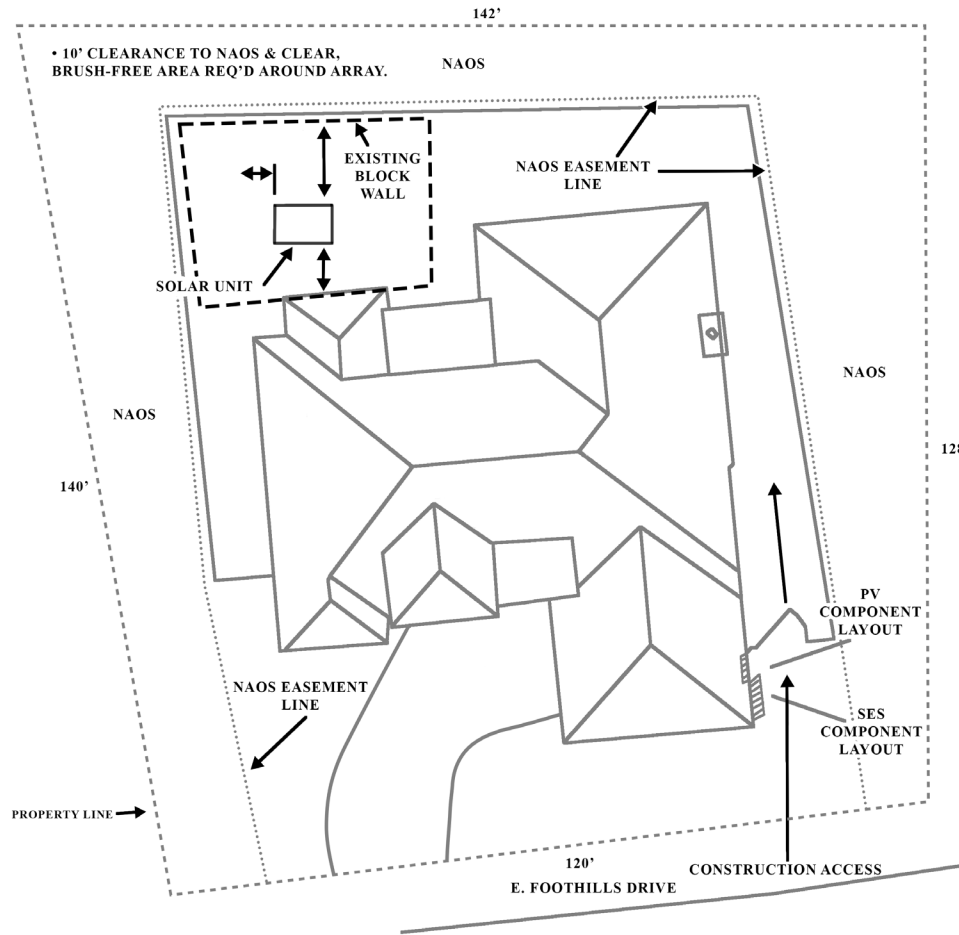 142’
• 10’ CLEARANCE TO NAOS & CLEAR,
BRUSH-FREE AREA REQ’D AROUND ARRAY.
NAOS
EXISTING
BLOCK
WALL
NAOS EASEMENT
LINE
SOLAR UNIT
NAOS
NAOS
128
140’
PV
COMPONENT
LAYOUT
NAOS EASEMENT
LINE
SES
COMPONENT
LAYOUT
PROPERTY LINE
120’
CONSTRUCTION ACCESS
E. FOOTHILLS DRIVE